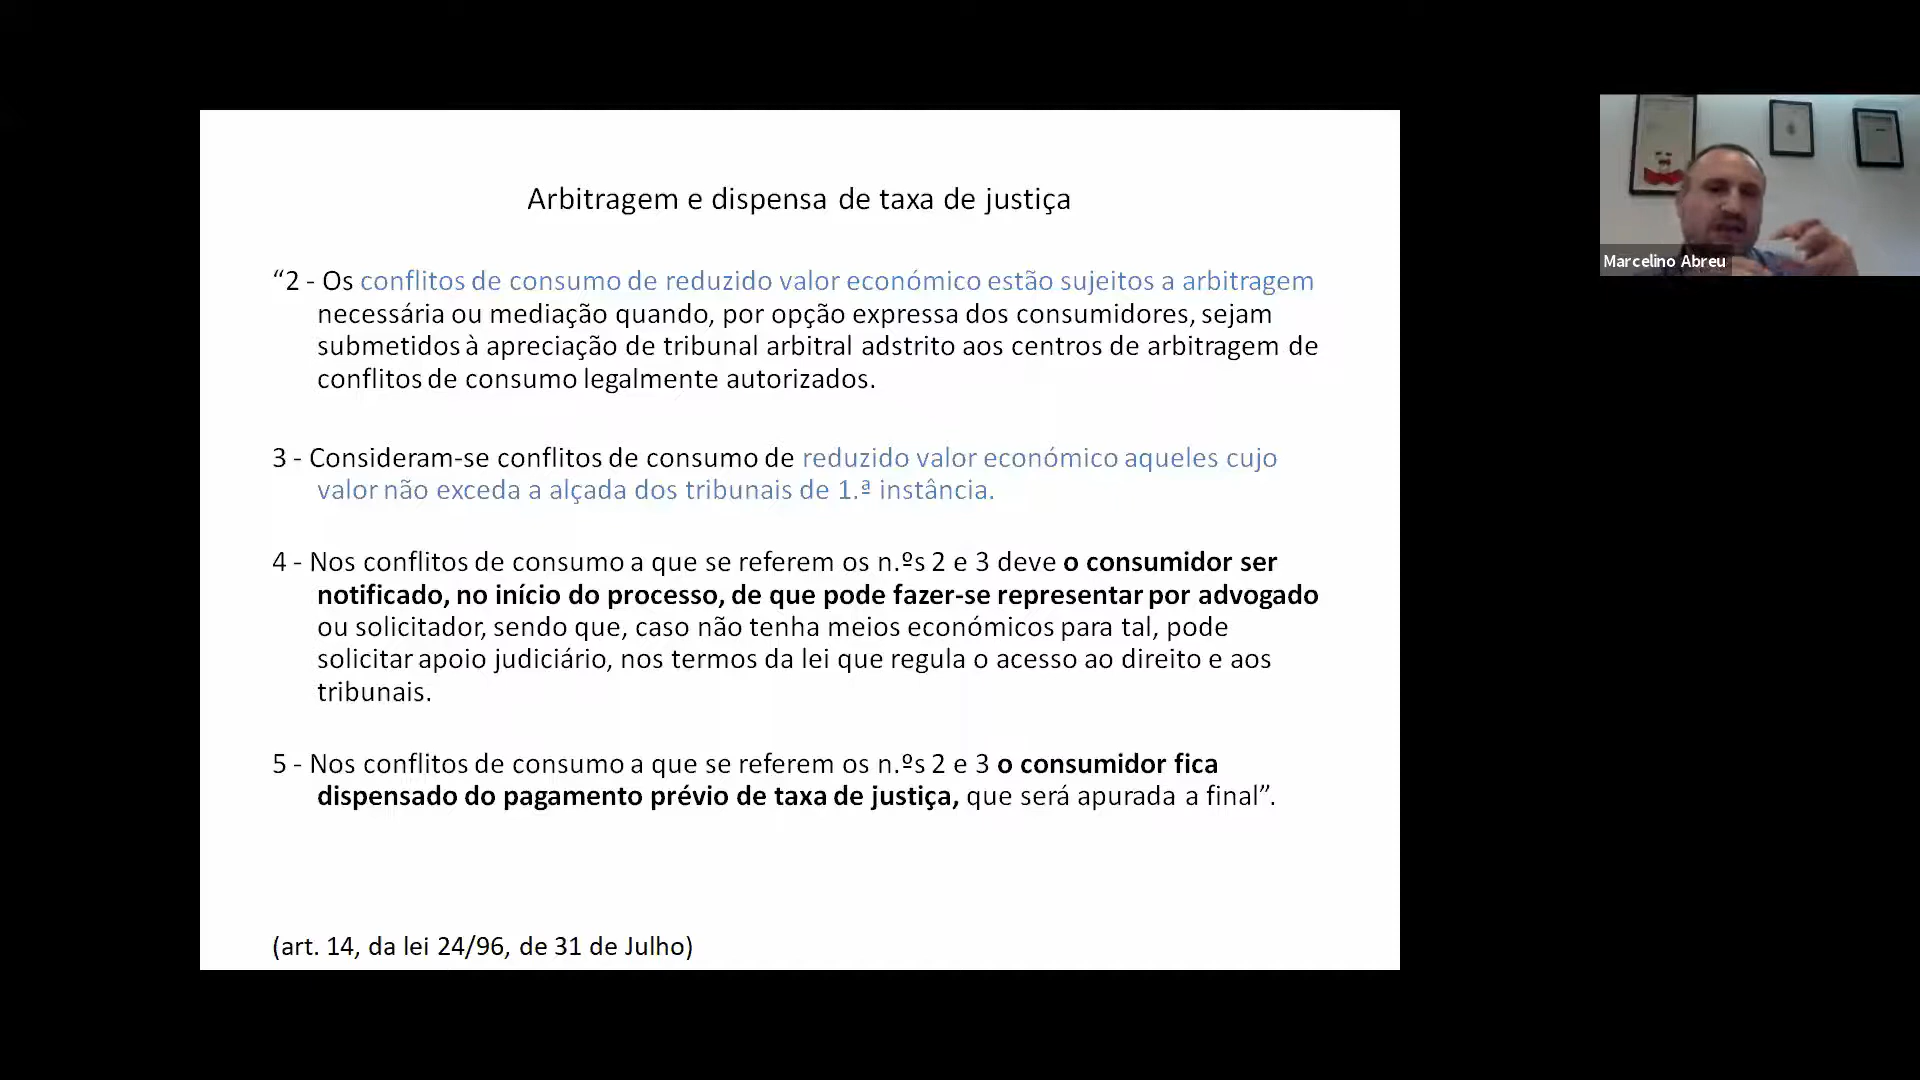 Arbitragem e dispensa de taxa de justiça
“2 - Os conflitos de consumo de reduzido valor económico estão sujeitos a arbitragem
necessária ou mediação quando, por opção expressa dos consumidores, sejam
submetidos à apreciação de tribunal arbitral adstrito aos centros de arbitragem de
conflitos de consumo legalmente autorizados.
3 - Consideram-se conflitos de consumo de reduzido valor económico aqueles cujo
valor não exceda a alçada dos tribunais de 1.ª instância.
4 - Nos conflitos de consumo a que se referem os n.ºs 2 e 3 deve o consumidor ser
notificado, no início do processo, de que pode fazer-se representar por advogado
ou solicitador, sendo que, caso não tenha meios económicos para tal, pode
solicitar apoio judiciário, nos termos da lei que regula o acesso ao direito e aos
tribunais.
5 - Nos conflitos de consumo a que se referem os n.ºs 2 e 3 o consumidor fica
dispensado do pagamento prévio de taxa de justiça, que será apurada a final”.
(art. 14, da lei 24/96, de 31 de Julho)
Marcelino Abreu